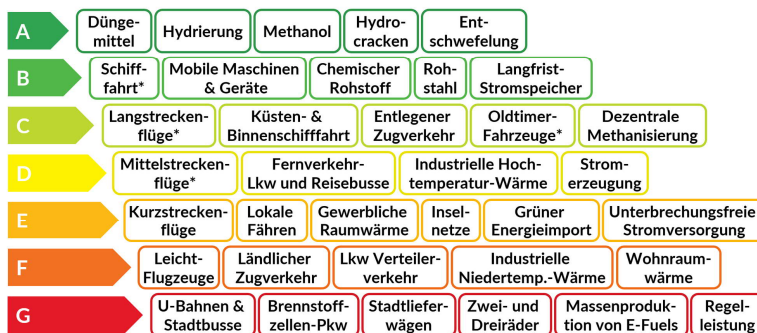 A
Dünge-
mittel
Hydrierung
Methanol
Hydro-
cracken
Ent-
schwefelung
B
Schiff-
fahrt*
Mobile Maschinen
& Geräte
Chemischer
Rohstoff
Roh-
stahl
Langfrist-
Stromspeicher
C
Langstrecken-
flüge*
Küsten- &
Binnenschifffahrt
Entlegener
Zugverkehr
Oldtimer-
Fahrzeuge*
Dezentrale
Methanisierung
D
Mittelstrecken-
flüge*
Fernverkehr-
Lkw und Reisebusse
Industrielle Hoch-
temperatur-Wärme
Strom-
erzeugung
E
Kurzstrecken-
flüge
Lokale
Fähren
Gewerbliche
Raumwärme
Insel-
netze
Grüner
Energieimport
Unterbrechungsfreie
Stromversorgung
F
Leicht-
Flugzeuge
Ländlicher
Zugverkehr
Lkw Verteiler-
verkehr
Industrielle
Niedertemp.-Wärme
Wohnraum-
wärme
G
U-Bahnen &
Stadtbusse
Brennstoff-
zellen-Pkw
Stadtliefer-
wägen
Zwei- und
Dreiräder
Massenproduk-
tion von E-Fuels
Regel-
leistung